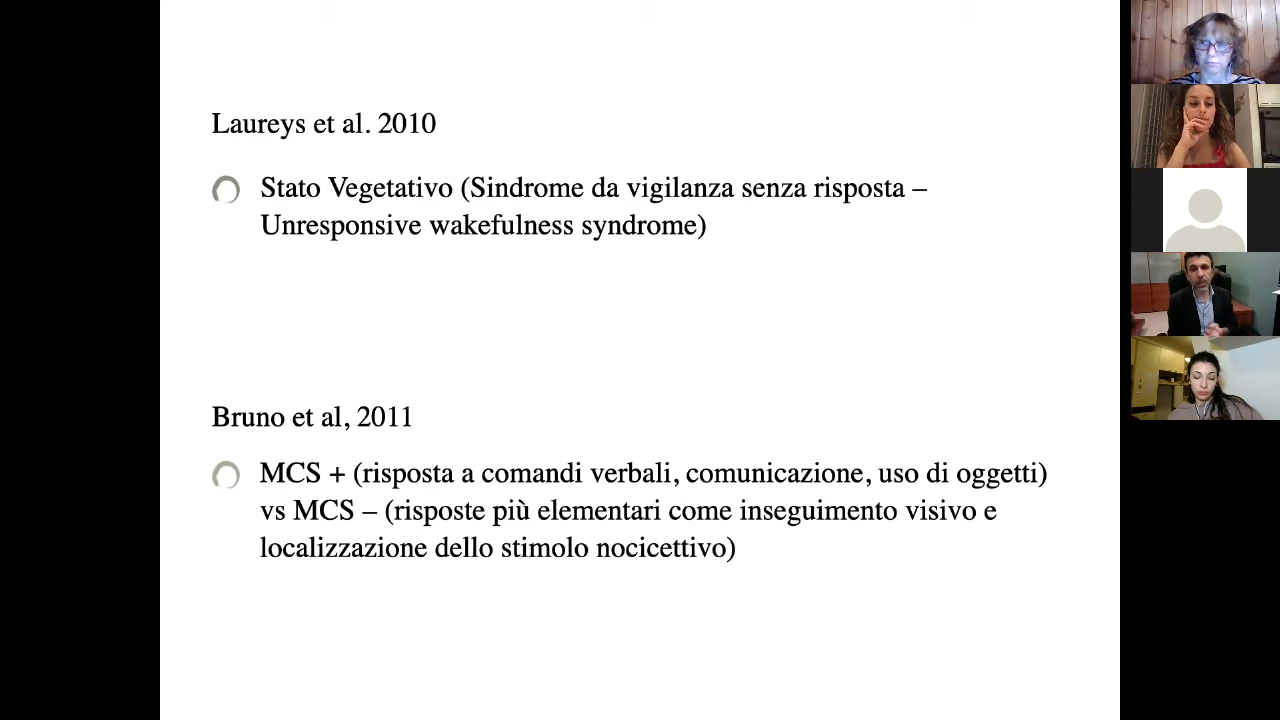 Laureys et al. 2010
Stato Vegetativo (Sindrome da vigilanza senza risposta –
Unresponsive wakefulness syndrome)
Bruno et al, 2011
MCS + (risposta a comandi verbali, comunicazione, uso di oggetti)
vs MCS – (risposte più elementari come inseguimento visivo e
localizzazione dello stimolo nocicettivo)